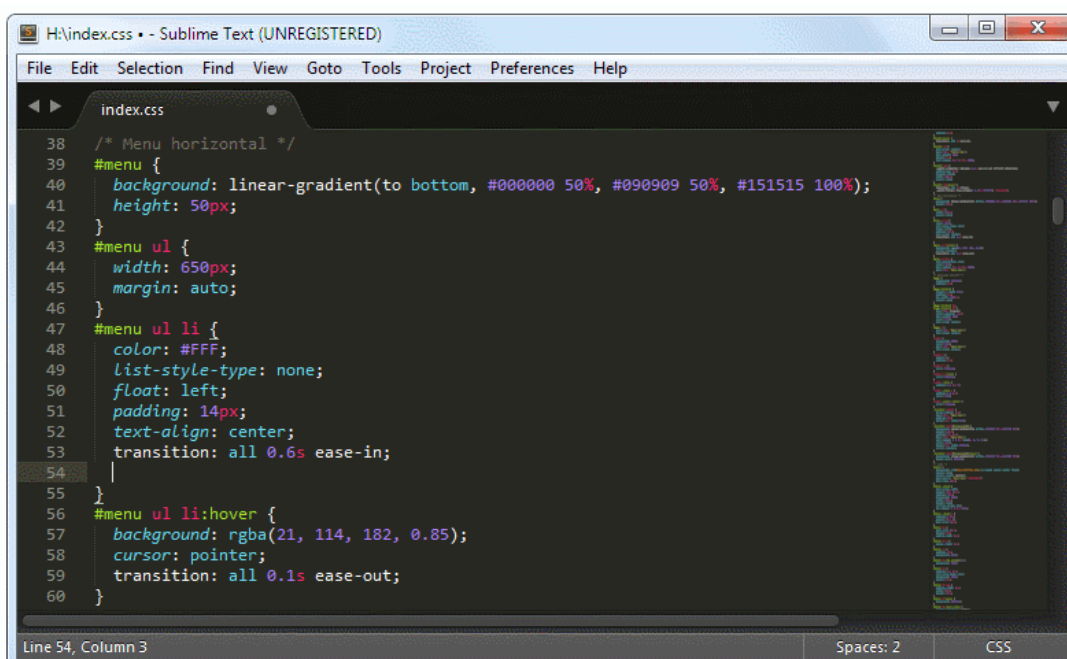 H:\index.css • - Sublime Text (UNREGISTERED)
File Edit Selection Find View Goto Tools Project Preferences Help
index.css
38 /* Menu horizontal */
39 #menu {
40 background: linear-gradient(to bottom, #000000 50%, #090909 50%, #151515 100%);
41 height: 50px;
42 }
43 #menu ul {
44 width: 650px;
45 margin: auto;
46 }
47 #menu ul li {
48 color: #FFF;
49 list-style-type: none;
50 float: left;
51 padding: 14px;
52 text-align: center;
53 transition: all 0.6s ease-in;
54
55 }
56 #menu ul li:hover {
57 background: rgba(21, 114, 182, 0.85);
58 cursor: pointer;
59 transition: all 0.1s ease-out;
60 }
Line 54, Column 3 Spaces: 2 CSS